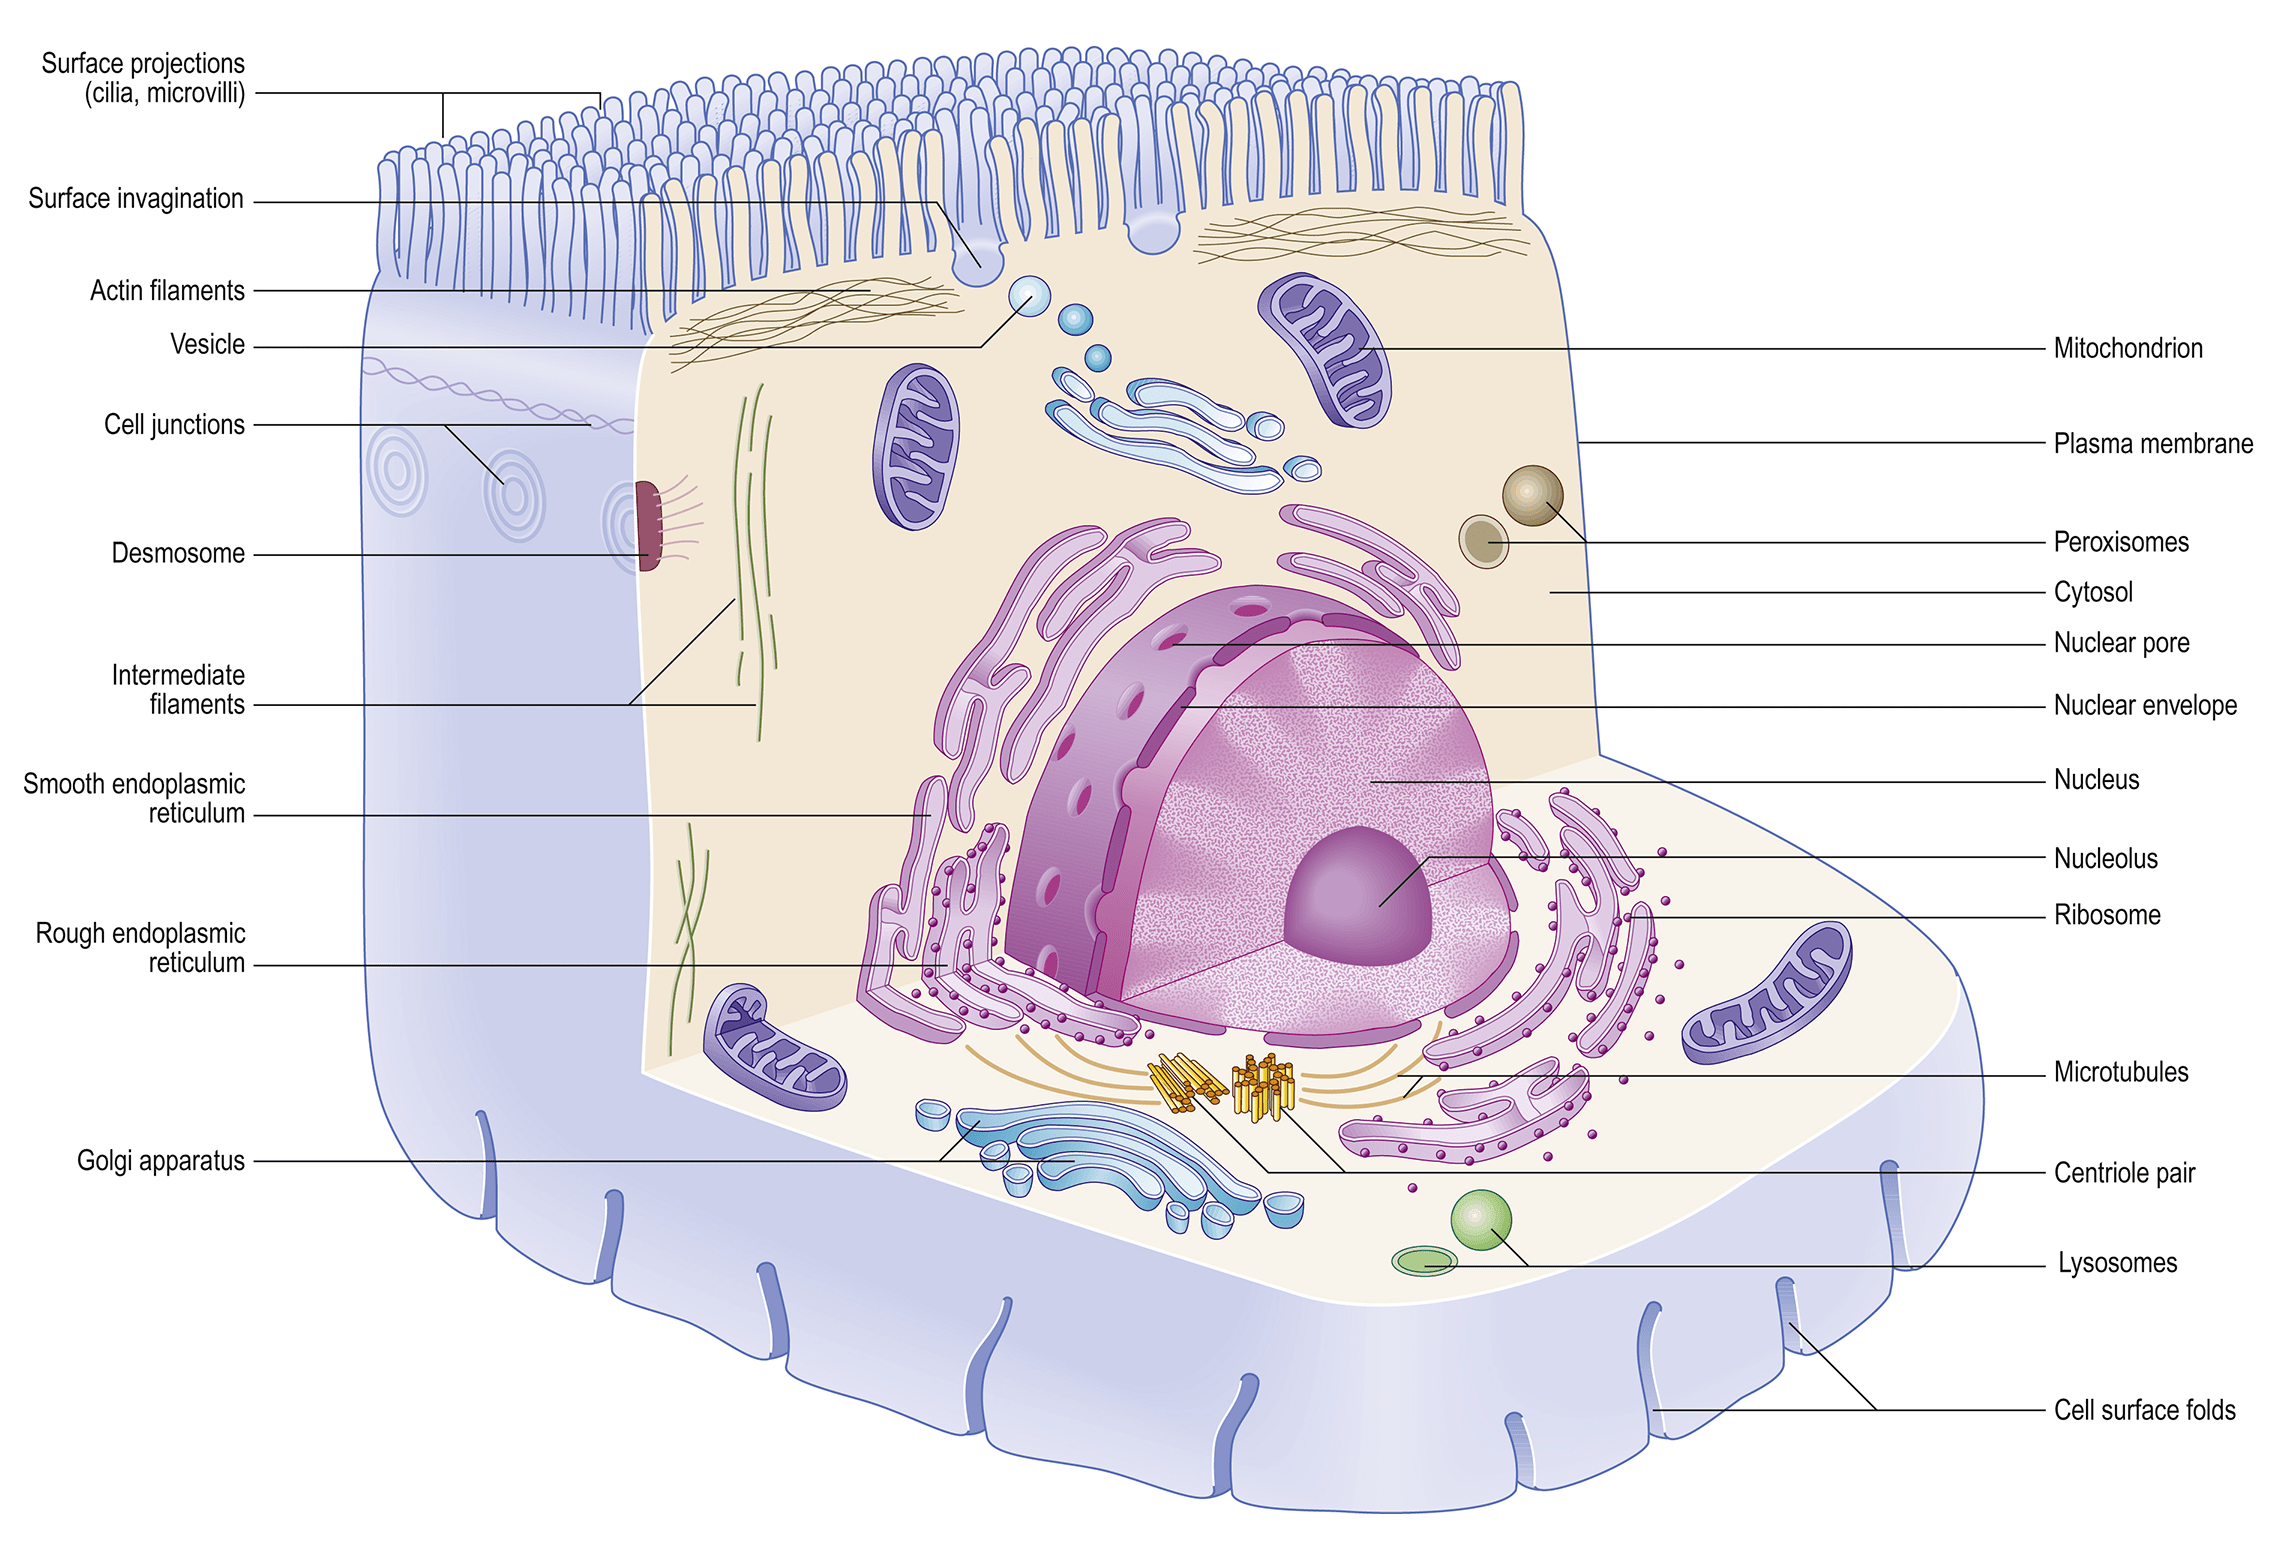 Surface projections
(cilia, microvilli)
Surface invagination
Actin filaments
Vesicle
Cell junctions
Desmosome
Intermediate
filaments
Smooth endoplasmic
reticulum
Rough endoplasmic
reticulum
Golgi apparatus
Mitochondrion
Plasma membrane
Peroxisomes
Cytosol
Nuclear pore
Nuclear envelope
Nucleus
Nucleolus
Ribosome
Microtubules
Centriole pair
Lysosomes
Cell surface folds